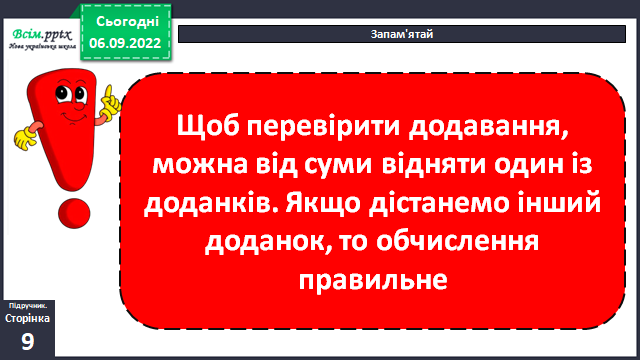 Всім.pptx
Нова українська школа
Сьогодні
06.09.2022
Запам'ятай
Щоб перевірити додавання,
можна від суми відняти один із
доданків. Якщо дістанемо інший
доданок, то обчислення
правильне
Підручник.
Сторінка
9